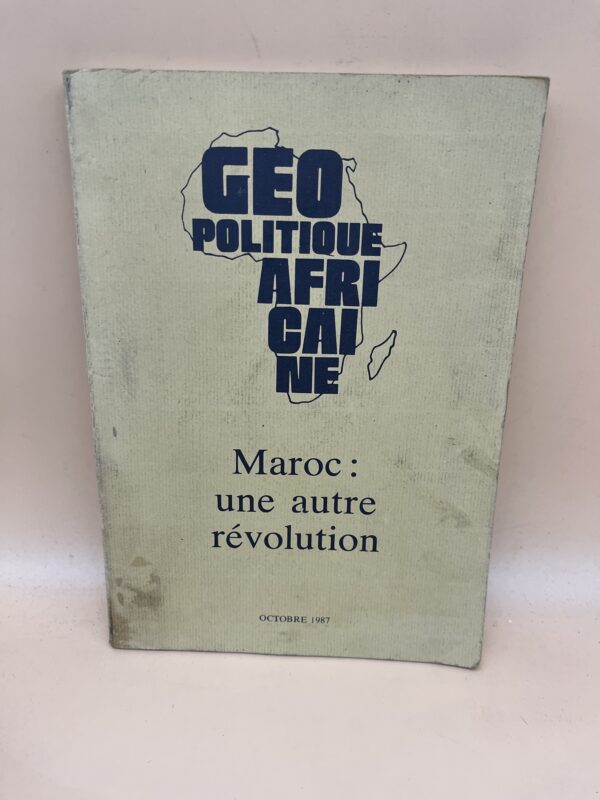 GEO
POLITIQUE
AFRI
CAI
NE
Maroc :
une autre
révolution
OCTOBRE 1987